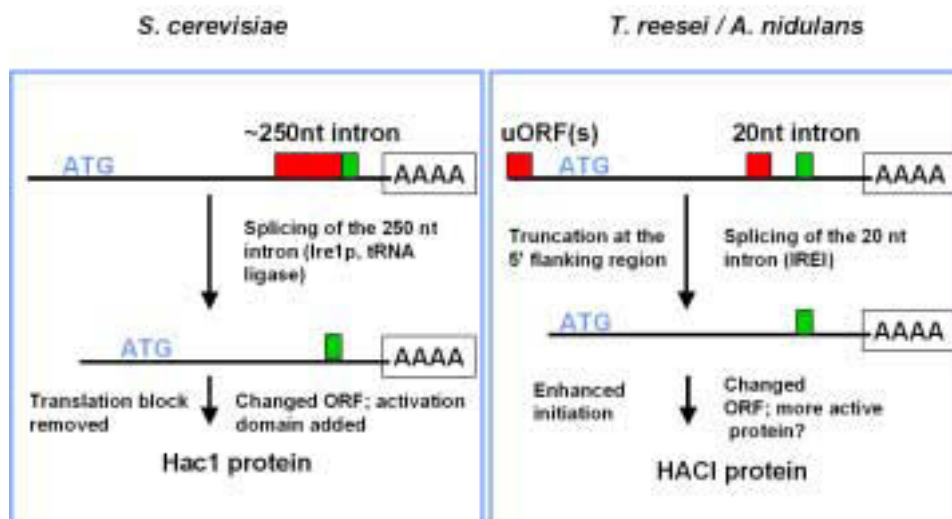 S. cerevisiae
~250nt intron
ATG
AAAA
Splicing of the 250 nt
intron (Ire1p, tRNA
ligase)
ATG
AAAA
Translation block
removed
Changed ORF; activation
domain added
Hac1 protein
T. reesei / A. nidulans
uORF(s)
20nt intron
ATG
AAAA
Truncation at the
5' flanking region
Splicing of the 20 nt
intron (IREI)
ATG
AAAA
Enhanced
initiation
Changed
ORF; more active
protein?
HACI protein